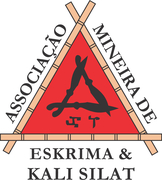 ASSOCIAÇÃO
MINEIRA DE
ESKRIMA &
KALI SILAT